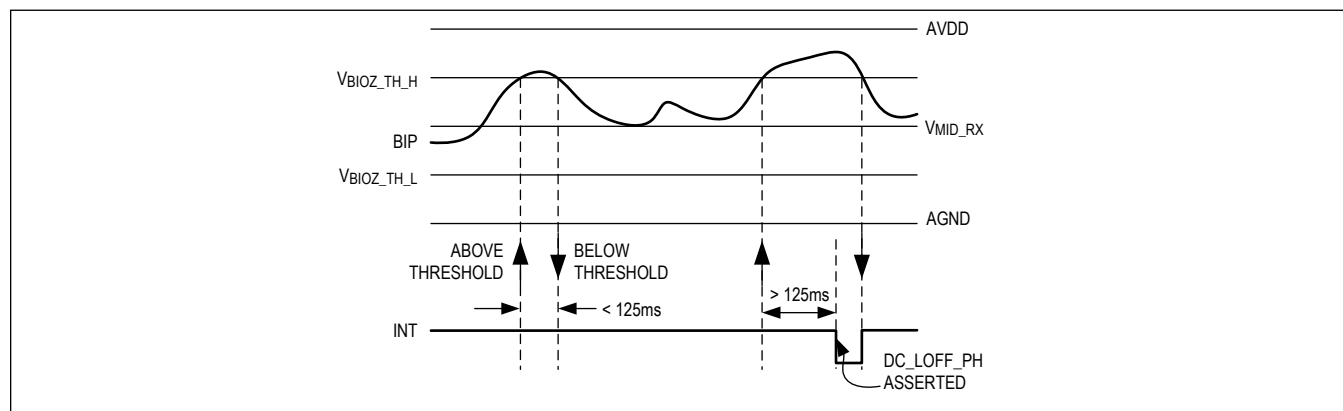 AVDD
VBIOZ_TH_H
VMID_RX
BIP
VBIOZ_TH_L
AGND
ABOVE
THRESHOLD
BELOW
THRESHOLD
> 125ms
< 125ms
INT
DC_LOFF_PH
ASSERTED